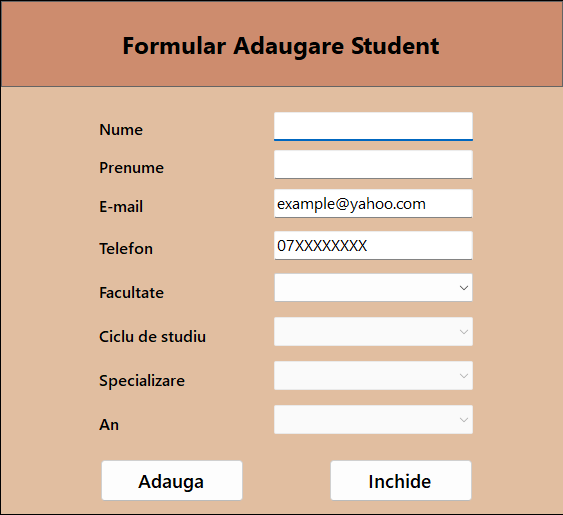 Formular Adaugare Student
Nume
Prenume
E-mail example@yahoo.com
Telefon 07XXXXXXXX
Facultate
Ciclu de studiu
Specializare
An
Adauga Inchide